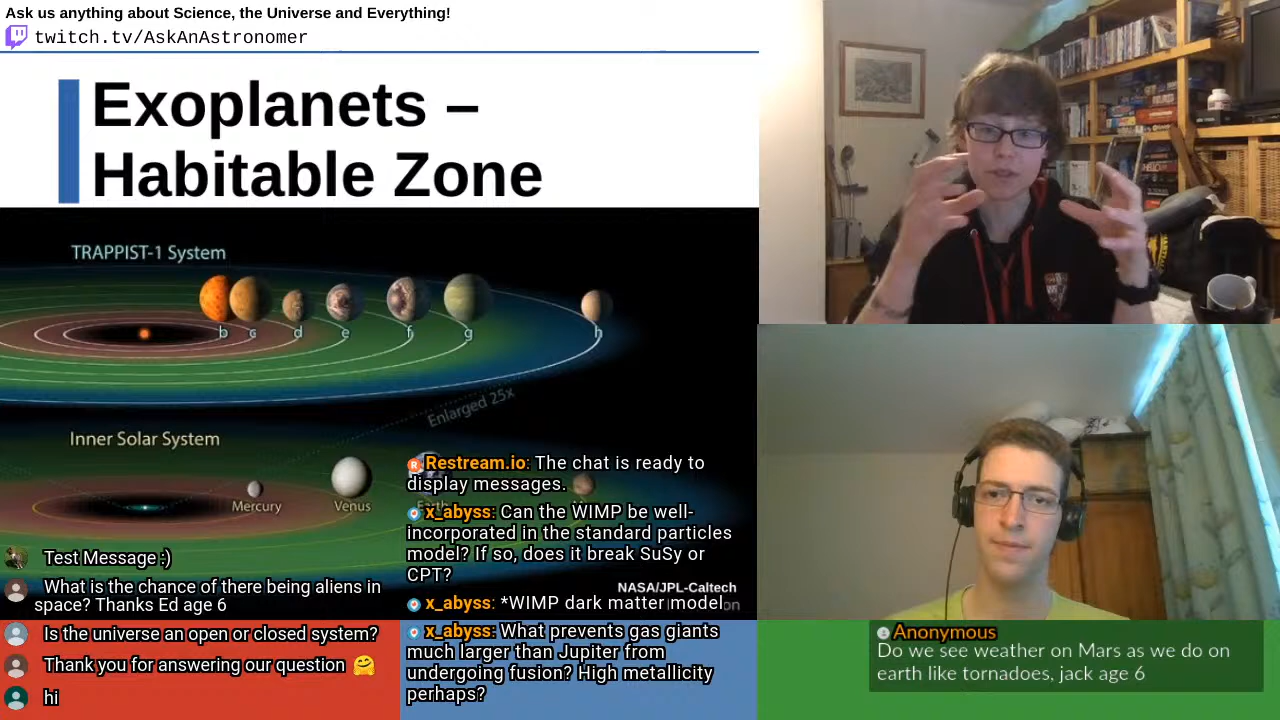 Ask us anything about Science, the Universe and Everything!
twitch.tv/AskAnAstronomer
Exoplanets –
Habitable Zone
TRAPPIST-1 System
b c d e f g h
Enlarged 25x
Inner Solar System
Mercury Venus Earth
NASA/JPL-Caltech
Test Message :)
What is the chance of there being aliens in
space? Thanks Ed age 6
Is the universe an open or closed system?
Thank you for answering our question 🤗
hi
Restream.io: The chat is ready to
display messages.
x_abyss: Can the WIMP be well-
incorporated in the standard particles
model? If so, does it break SuSy or
CPT?
x_abyss: *WIMP dark matter model
x_abyss: What prevents gas giants
much larger than Jupiter from
undergoing fusion? High metallicity
perhaps?
Anonymous
Do we see weather on Mars as we do on
earth like tornadoes, jack age 6